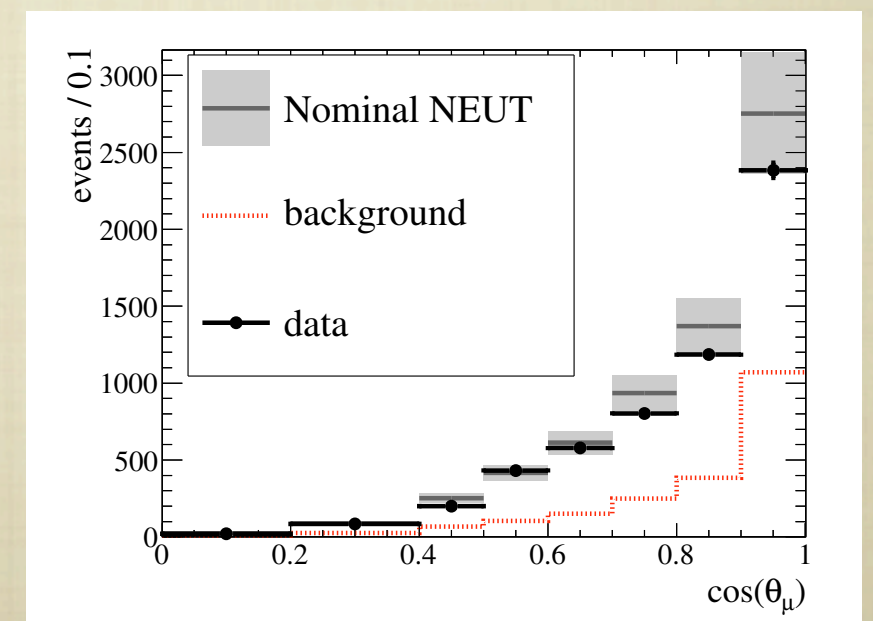 events / 0.1
3000
2500
2000
1500
1000
500
0
Nominal NEUT
background
data
0 0.2 0.4 0.6 0.8 1
cos(θμ)